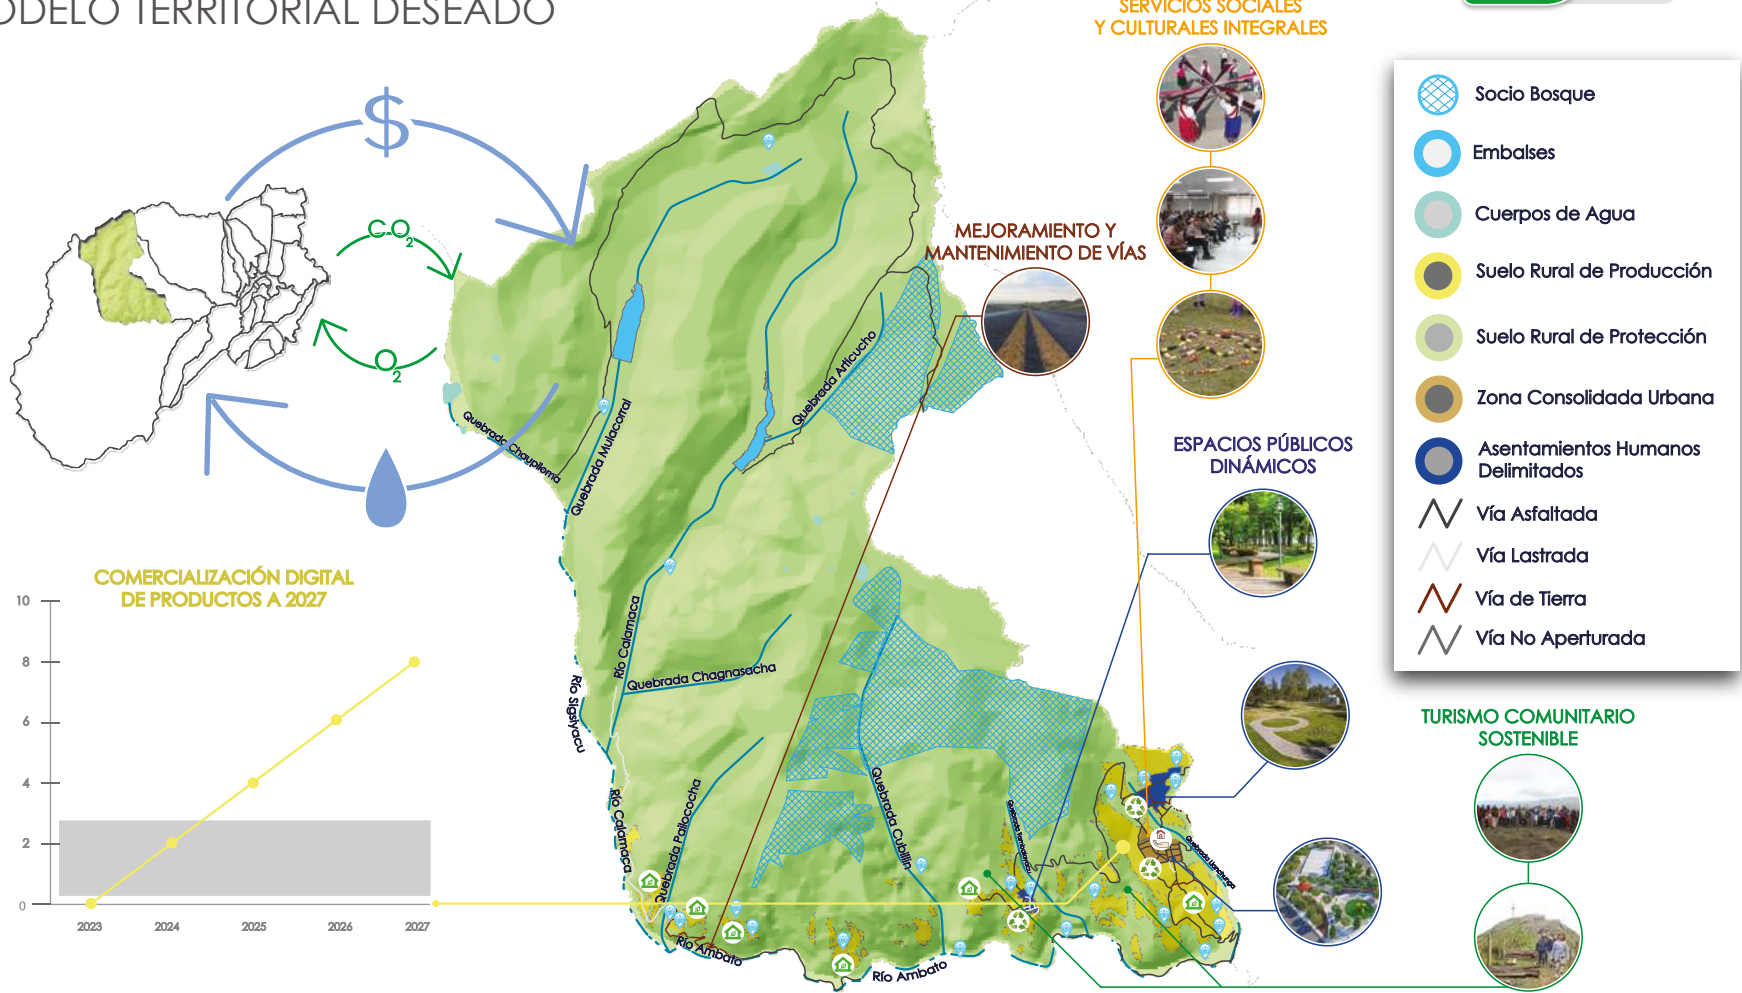 MODELO TERRITORIAL DESEADO
$
CO2
O2
COMERCIALIZACIÓN DIGITAL
DE PRODUCTOS A 2027
10
8
6
4
2
0
2023
2024
2025
2026
2027
SERVICIOS SOCIALES
Y CULTURALES INTEGRALES
MEJORAMIENTO Y
MANTENIMIENTO DE VÍAS
ESPACIOS PÚBLICOS
DINÁMICOS
TURISMO COMUNITARIO
SOSTENIBLE
Quebrada Chaupiloma
Quebrada Mulacorral
Quebrada Articucho
Río Calamaca
Quebrada Chagnasacha
Río Sigsiyacu
Río Calamaca
Quebrada Pailococha
Quebrada Cubillín
Río Ambato
Río Ambato
Socio Bosque
Embalses
Cuerpos de Agua
Suelo Rural de Producción
Suelo Rural de Protección
Zona Consolidada Urbana
Asentamientos Humanos
Delimitados
Vía Asfaltada
Vía Lastrada
Vía de Tierra
Vía No Aperturada